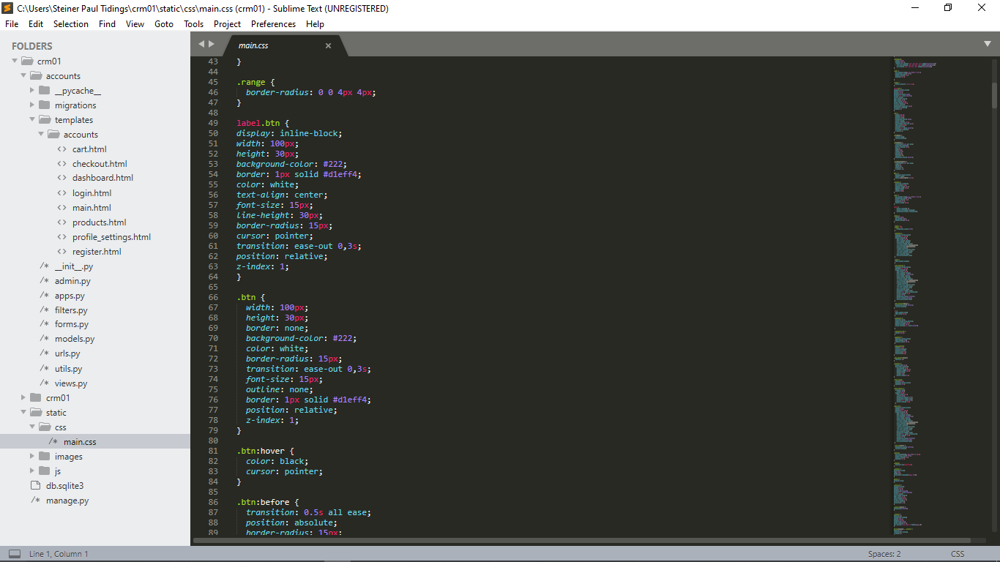 C:\Users\Steiner Paul Tidings\crm01\static\css\main.css (crm01) - Sublime Text (UNREGISTERED)
File Edit Selection Find View Goto Tools Project Preferences Help
FOLDERS
crm01
accounts
__pycache__
migrations
templates
accounts
cart.html
checkout.html
dashboard.html
login.html
main.html
products.html
profile_settings.html
register.html
__init__.py
admin.py
apps.py
filters.py
forms.py
models.py
urls.py
utils.py
views.py
crm01
static
css
main.css
images
js
db.sqlite3
manage.py
main.css
43 }
44
45 .range {
46 border-radius: 0 0 4px 4px;
47 }
48
49 label.btn {
50 display: inline-block;
51 width: 100px;
52 height: 30px;
53 background-color: #222;
54 border: 1px solid #d1eff4;
55 color: white;
56 text-align: center;
57 font-size: 15px;
58 line-height: 30px;
59 border-radius: 15px;
60 cursor: pointer;
61 transition: ease-out 0,3s;
62 position: relative;
63 z-index: 1;
64 }
65
66 .btn {
67 width: 100px;
68 height: 30px;
69 border: none;
70 background-color: #222;
71 color: white;
72 border-radius: 15px;
73 transition: ease-out 0,3s;
74 font-size: 15px;
75 outline: none;
76 border: 1px solid #d1eff4;
77 position: relative;
78 z-index: 1;
79 }
80
81 .btn:hover {
82 color: black;
83 cursor: pointer;
84 }
85
86 .btn:before {
87 transition: 0.5s all ease;
88 position: absolute;
89 border-radius: 15px;
Line 1, Column 1
Spaces: 2
CSS